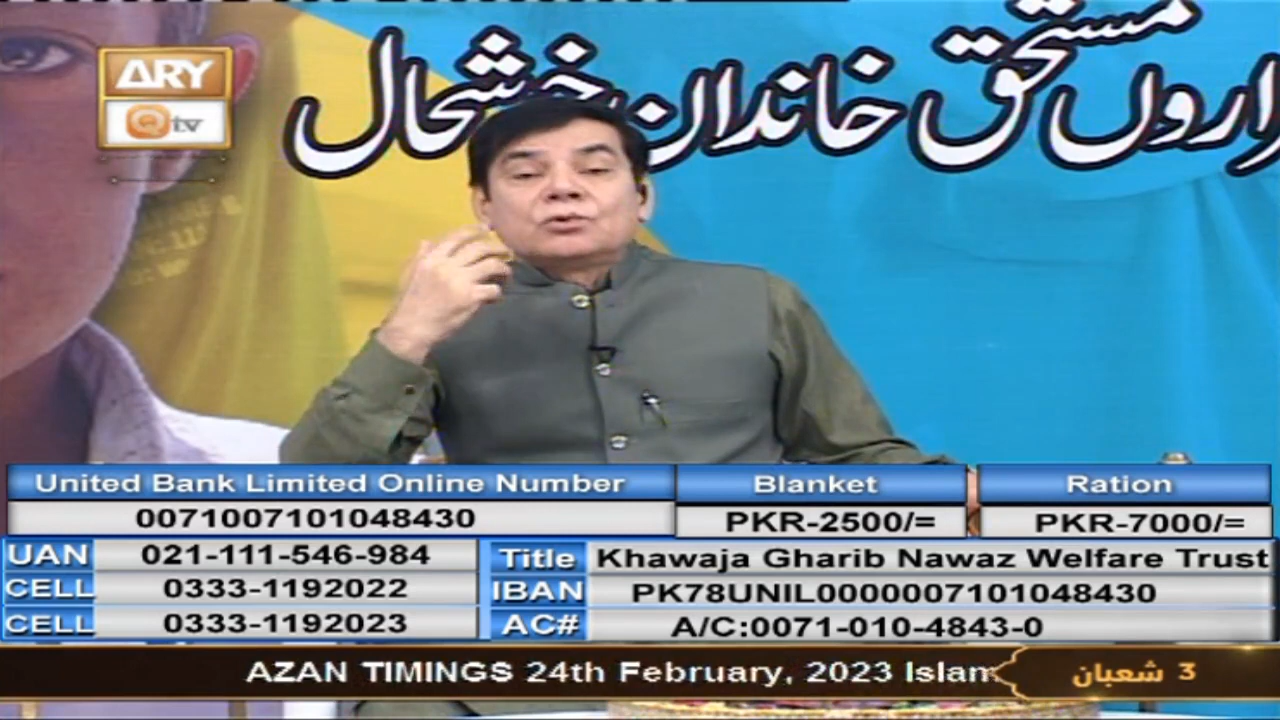 مستحق
خاندان خوشحال
ARY
Qtv
United Bank Limited Online Number
Blanket
Ration
0071007101048430
PKR-2500/=
PKR-7000/=
UAN
021-111-546-984
Title
Khawaja Gharib Nawaz Welfare Trust
CELL
0333-1192022
IBAN
PK78UNIL0000007101048430
CELL
0333-1192023
AC#
A/C:0071-010-4843-0
AZAN TIMINGS 24th February, 2023 Islam
3 شعبان